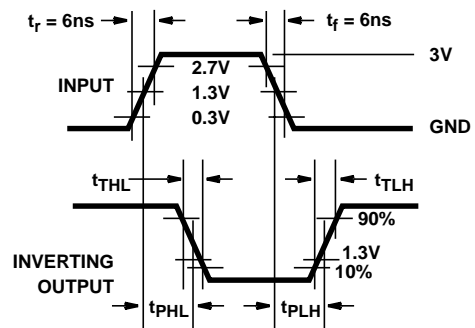 tr = 6ns
tf = 6ns
INPUT
2.7V
1.3V
0.3V
3V
GND
tTHL
tTLH
90%
1.3V
10%
INVERTING
OUTPUT
tPHL
tPLH